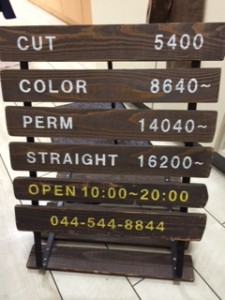 CUT 5400
COLOR 8640~
PERM 14040~
STRAIGHT 16200~
OPEN 10:00~20:00
044-544-8844